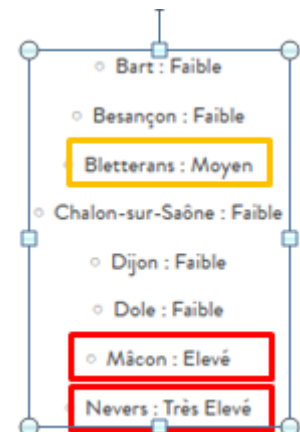 Bart : Faible
Besançon : Faible
Bletterans : Moyen
Chalon-sur-Saône : Faible
Dijon : Faible
Dole : Faible
Mâcon : Elevé
Nevers : Très Elevé